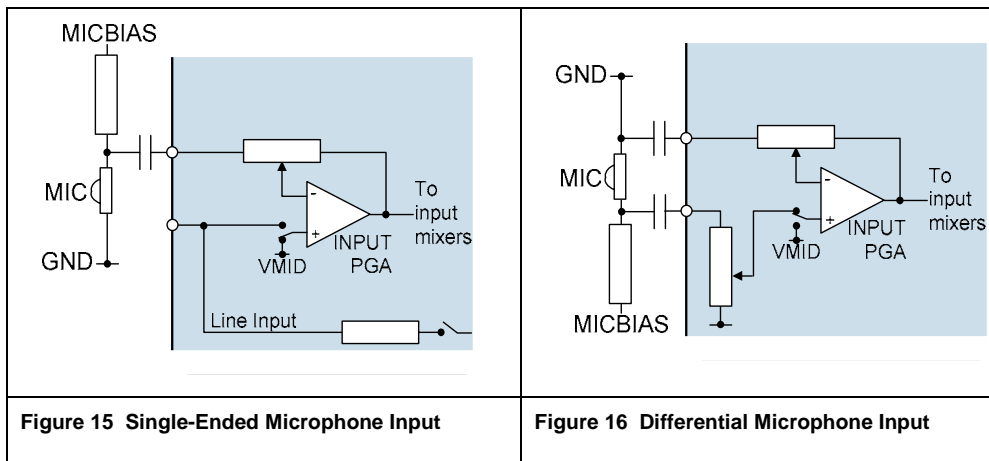 MICBIAS
MIC
GND
-
+
VMID
INPUT
PGA
To
input
mixers
Line Input
GND
MIC
MICBIAS
-
+
VMID
INPUT
PGA
To
input
mixers
Figure 15 Single-Ended Microphone Input
Figure 16 Differential Microphone Input